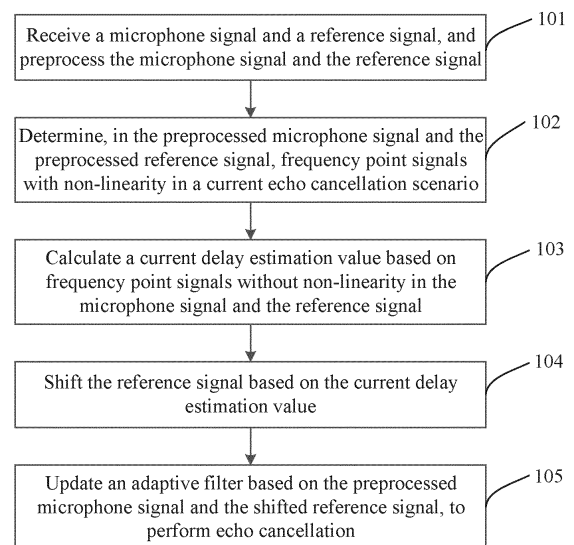 101
Receive a microphone signal and a reference signal, and
preprocess the microphone signal and the reference signal
102
Determine, in the preprocessed microphone signal and the
the preprocessed reference signal, frequency point signals
with non-linearity in a current echo cancellation scenario
103
Calculate a current delay estimation value based on
frequency point signals without non-linearity in the
microphone signal and the reference signal
104
Shift the reference signal based on the current delay
estimation value
105
Update an adaptive filter based on the preprocessed
microphone signal and the shifted reference signal, to
perform echo cancellation